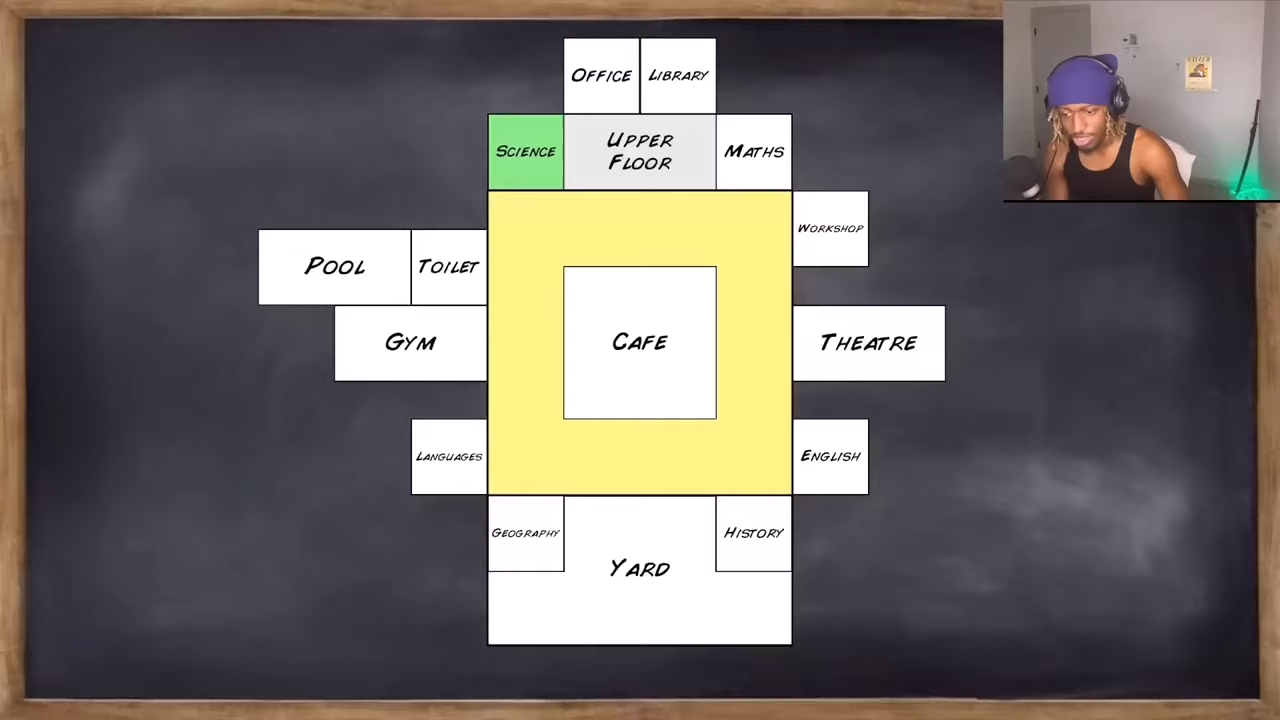 OFFICE
LIBRARY
SCIENCE
UPPER
FLOOR
MATHS
WORKSHOP
POOL
TOILET
GYM
CAFE
THEATRE
LANGUAGES
ENGLISH
GEOGRAPHY
HISTORY
YARD